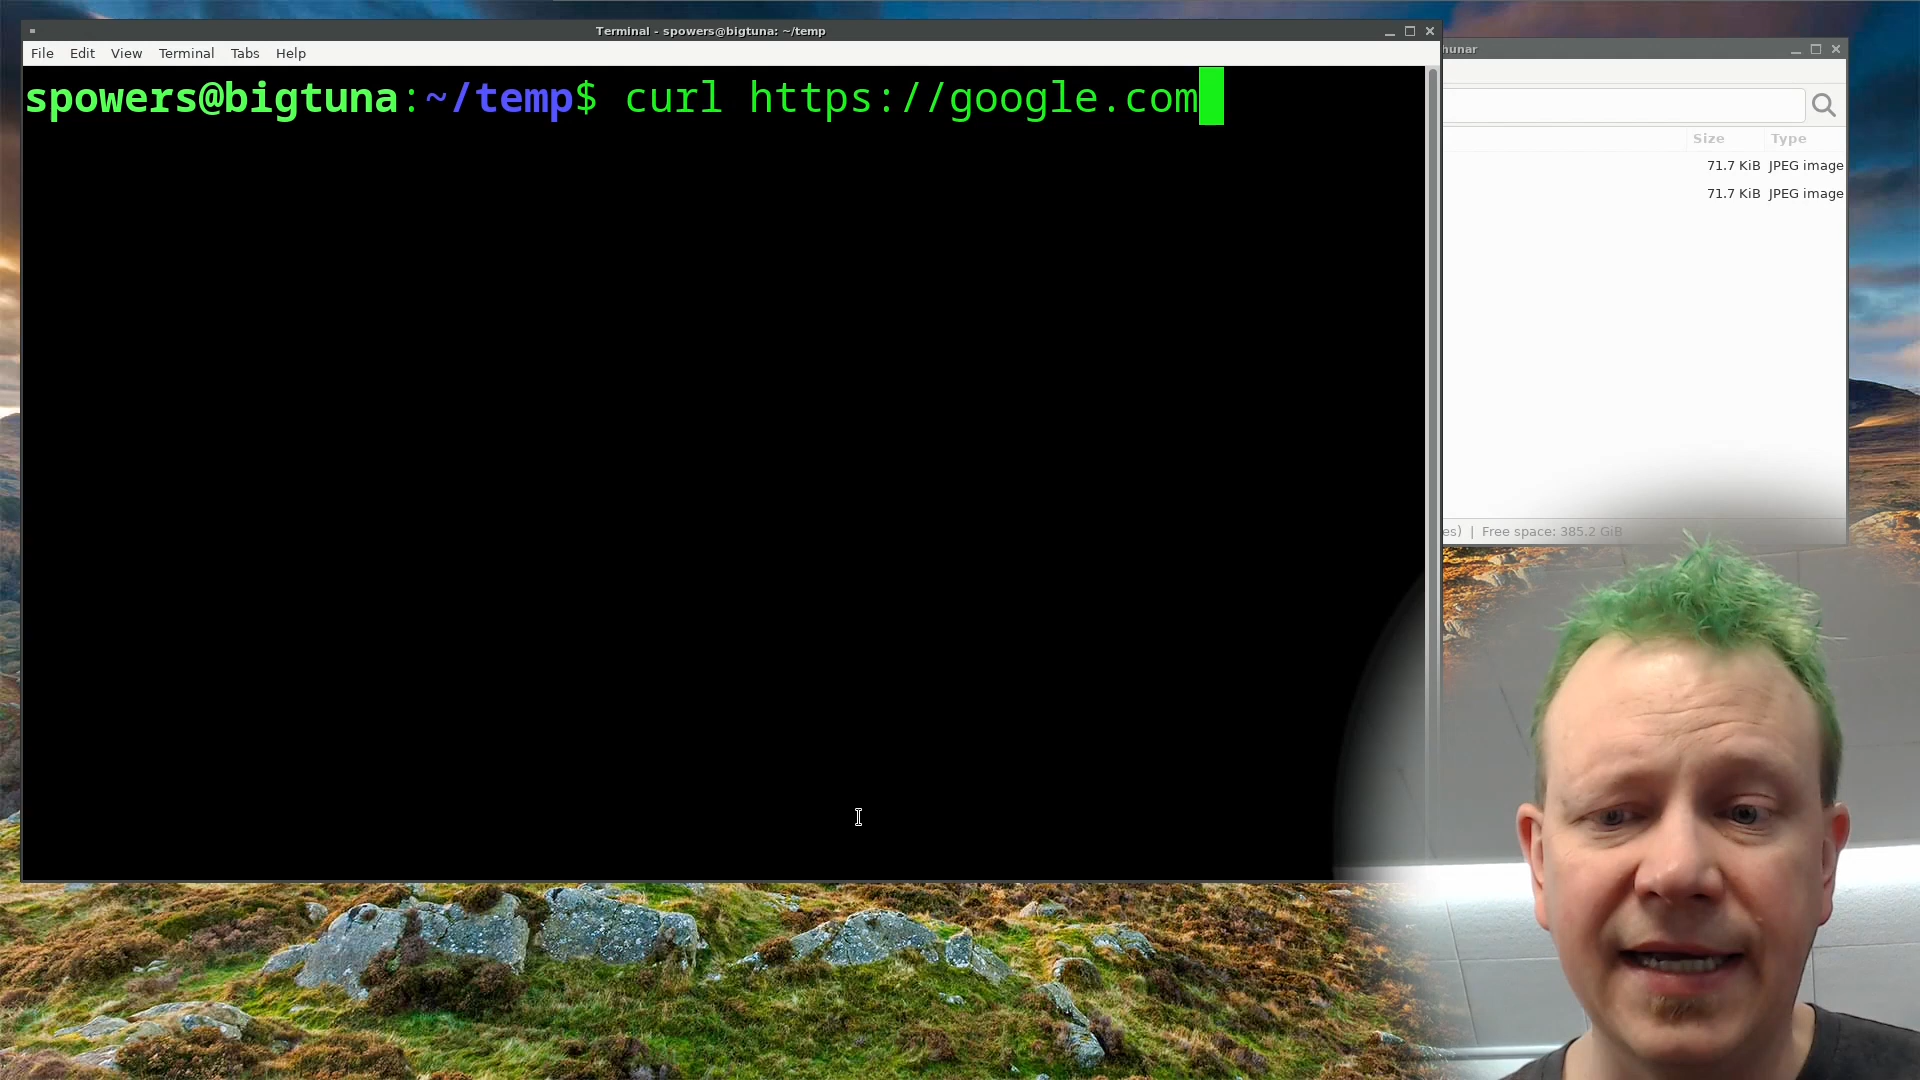 Terminal - spowers@bigtuna: ~/temp
File Edit View Terminal Tabs Help
spowers@bigtuna:~/temp$ curl https://google.com
hunar
Size Type
71.7 KiB JPEG image
71.7 KiB JPEG image
es) | Free space: 385.2 GiB